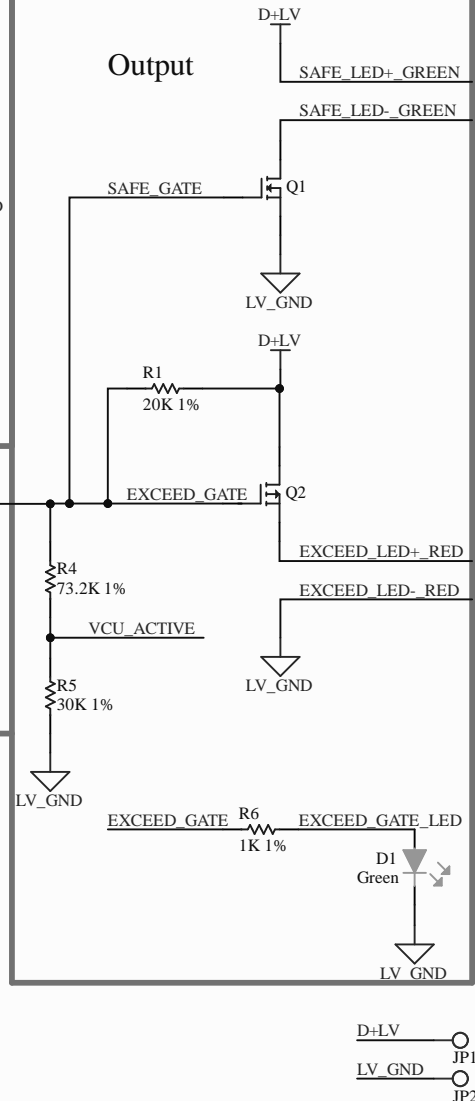 D+LV
Output
SAFE_LED+_GREEN
SAFE_LED-_GREEN
SAFE_GATE
Q1
LV_GND
D+LV
R1
20K 1%
EXCEED_GATE
Q2
EXCEED_LED+_RED
R4
73.2K 1%
EXCEED_LED-_RED
VCU_ACTIVE
R5
30K 1%
LV_GND
LV_GND
EXCEED_GATE
R6
1K 1%
EXCEED_GATE_LED
D1
Green
LV_GND
D+LV
JP1
LV_GND
JP2